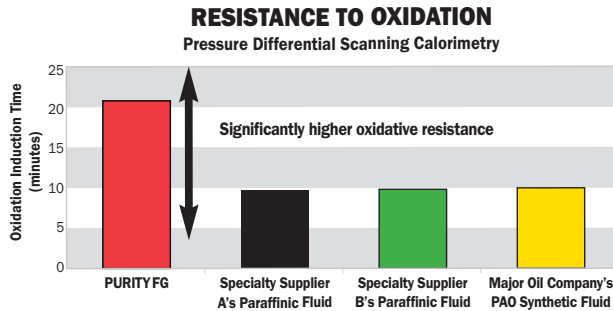 RESISTANCE TO OXIDATION
Pressure Differential Scanning Calorimetry
Oxidation Induction Time
(minutes)
25
20
15
10
5
0
Significantly higher oxidative resistance
PURITY FG
Specialty Supplier
A's Paraffinic Fluid
Specialty Supplier
B's Paraffinic Fluid
Major Oil Company's
PAO Synthetic Fluid